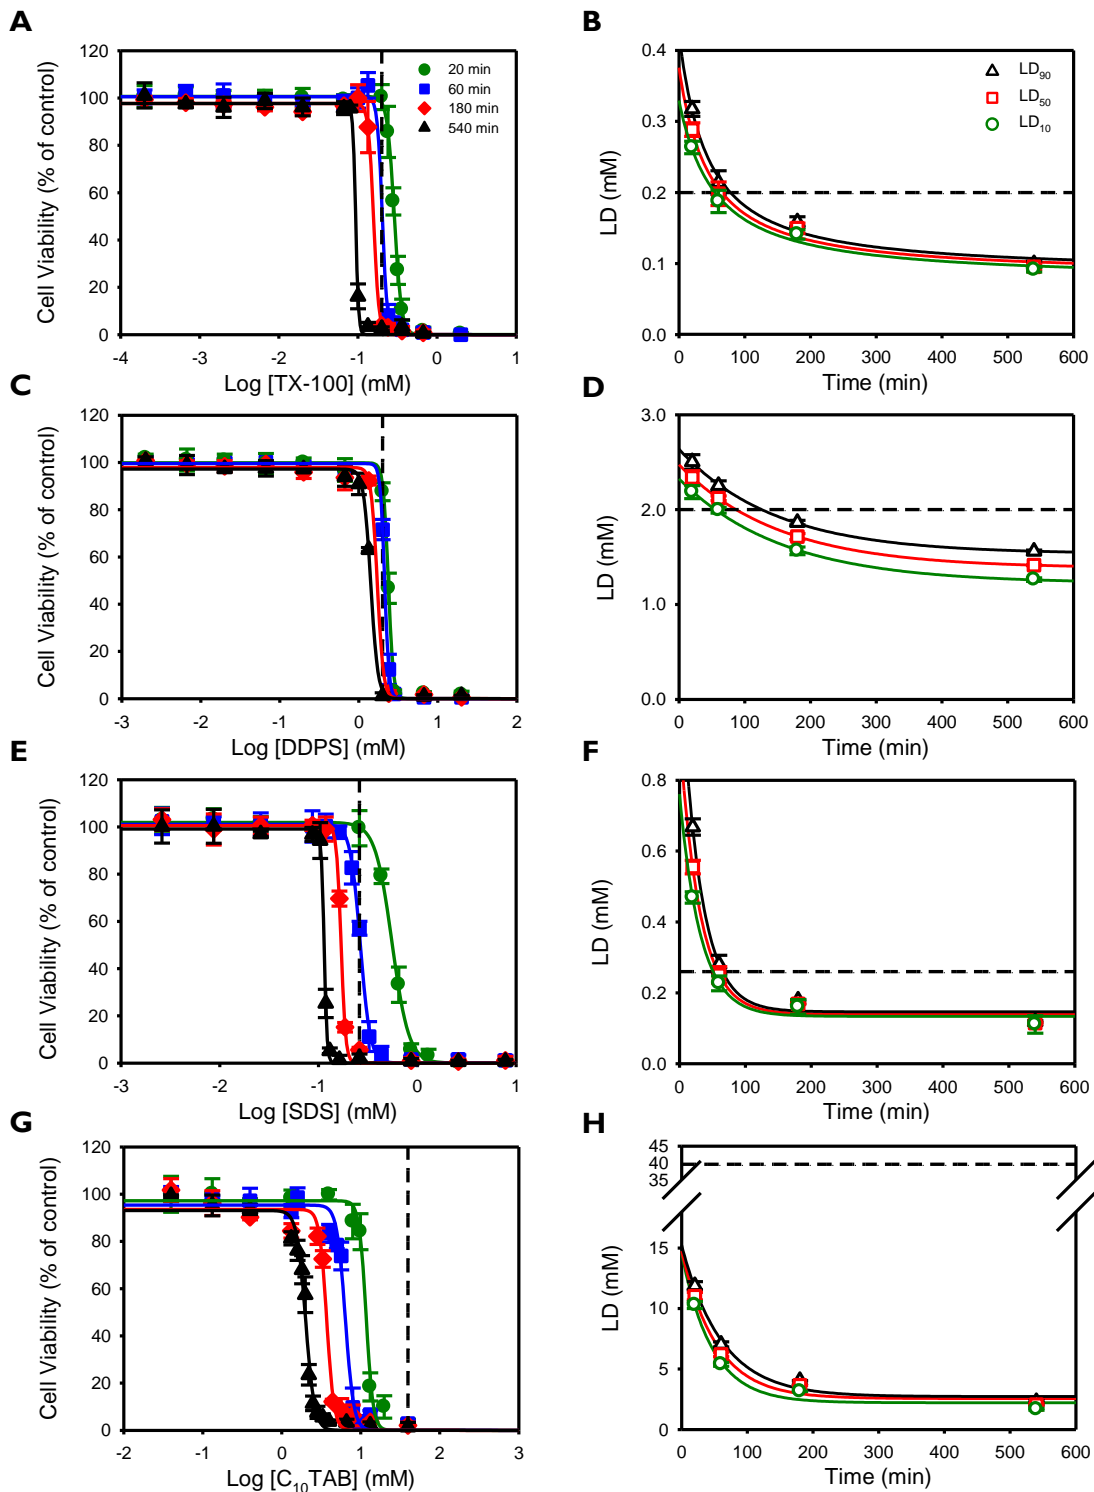 A
Cell Viability (% of control)
120
100
80
60
40
20
0
20 min
60 min
180 min
540 min
-4 -3 -2 -1 0 1
Log [TX-100] (mM)
B
LD (mM)
0.4
0.3
0.2
0.1
0.0
LD90
LD50
LD10
0 100 200 300 400 500 600
Time (min)
C
Cell Viability (% of control)
120
100
80
60
40
20
0
-3 -2 -1 0 1 2
Log [DDPS] (mM)
D
LD (mM)
3.0
2.0
1.0
0.0
0 100 200 300 400 500 600
Time (min)
E
Cell Viability (% of control)
120
100
80
60
40
20
0
-3 -2 -1 0 1
Log [SDS] (mM)
F
LD (mM)
0.8
0.6
0.4
0.2
0.0
0 100 200 300 400 500 600
Time (min)
G
Cell Viability (% of control)
120
100
80
60
40
20
0
-2 -1 0 1 2 3
Log [C10TAB] (mM)
H
LD (mM)
45
40
35
15
10
5
0
0 100 200 300 400 500 600
Time (min)